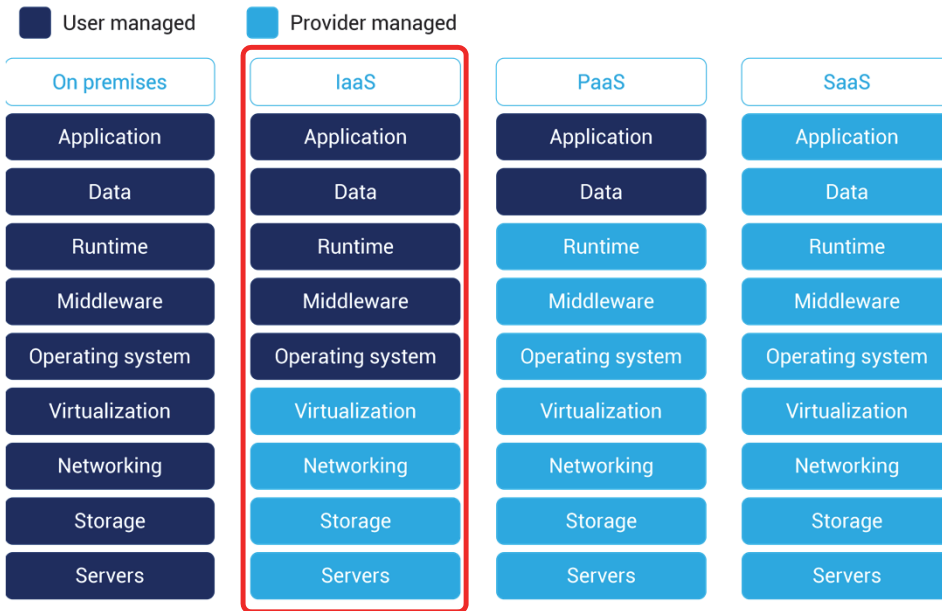 User managed
Provider managed
On premises
IaaS
PaaS
SaaS
Application
Application
Application
Application
Data
Data
Data
Data
Runtime
Runtime
Runtime
Runtime
Middleware
Middleware
Middleware
Middleware
Operating system
Operating system
Operating system
Operating system
Virtualization
Virtualization
Virtualization
Virtualization
Networking
Networking
Networking
Networking
Storage
Storage
Storage
Storage
Servers
Servers
Servers
Servers